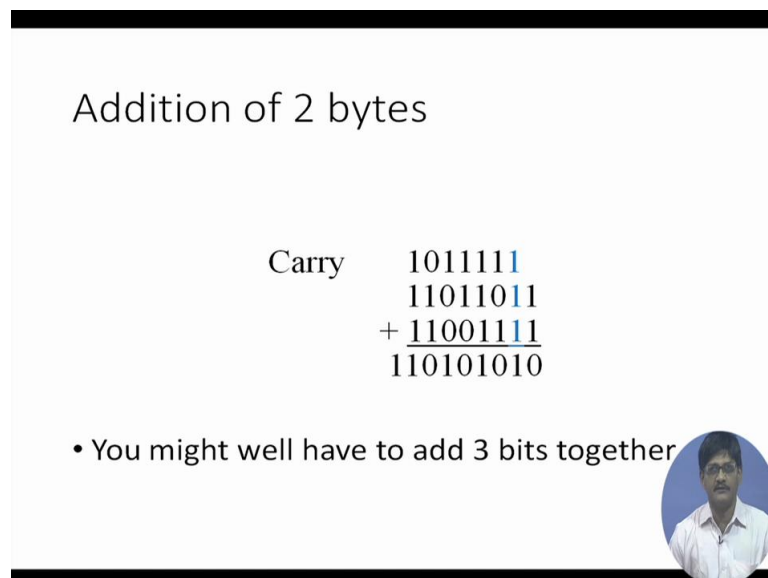 Addition of 2 bytes
Carry 1011111
11011011
+ 11001111
110101010
• You might well have to add 3 bits together